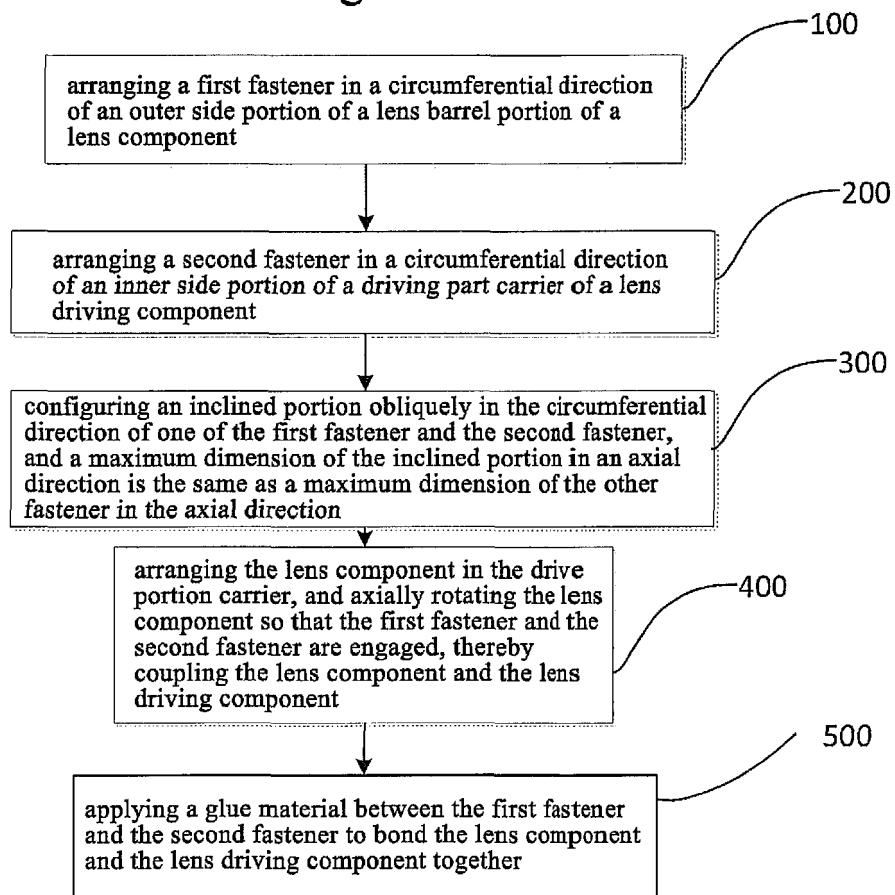 100
arranging a first fastener in a circumferential direction
of an outer side portion of a lens barrel portion of a
lens component
200
arranging a second fastener in a circumferential direction
of an inner side portion of a driving part carrier of a lens
driving component
300
configuring an inclined portion obliquely in the circumferential
direction of one of the first fastener and the second fastener,
and a maximum dimension of the inclined portion in an axial
direction is the same as a maximum dimension of the other
fastener in the axial direction
arranging the lens component in the drive
portion carrier, and axially rotating the lens
component so that the first fastener and the
second fastener are engaged, thereby
coupling the lens component and the lens
driving component
400
500
applying a glue material between the first fastener
and the second fastener to bond the lens component
and the lens driving component together